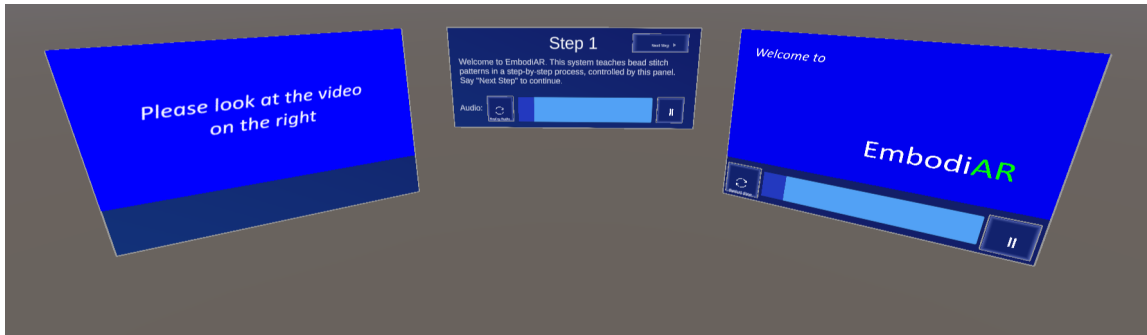 Please look at the video
on the right
Step 1
Next Step
Welcome to EmbodiAR. This system teaches bead stitch
patterns in a step-by-step process, controlled by this panel.
Say "Next Step" to continue.
Audio:
Welcome to
EmbodiAR